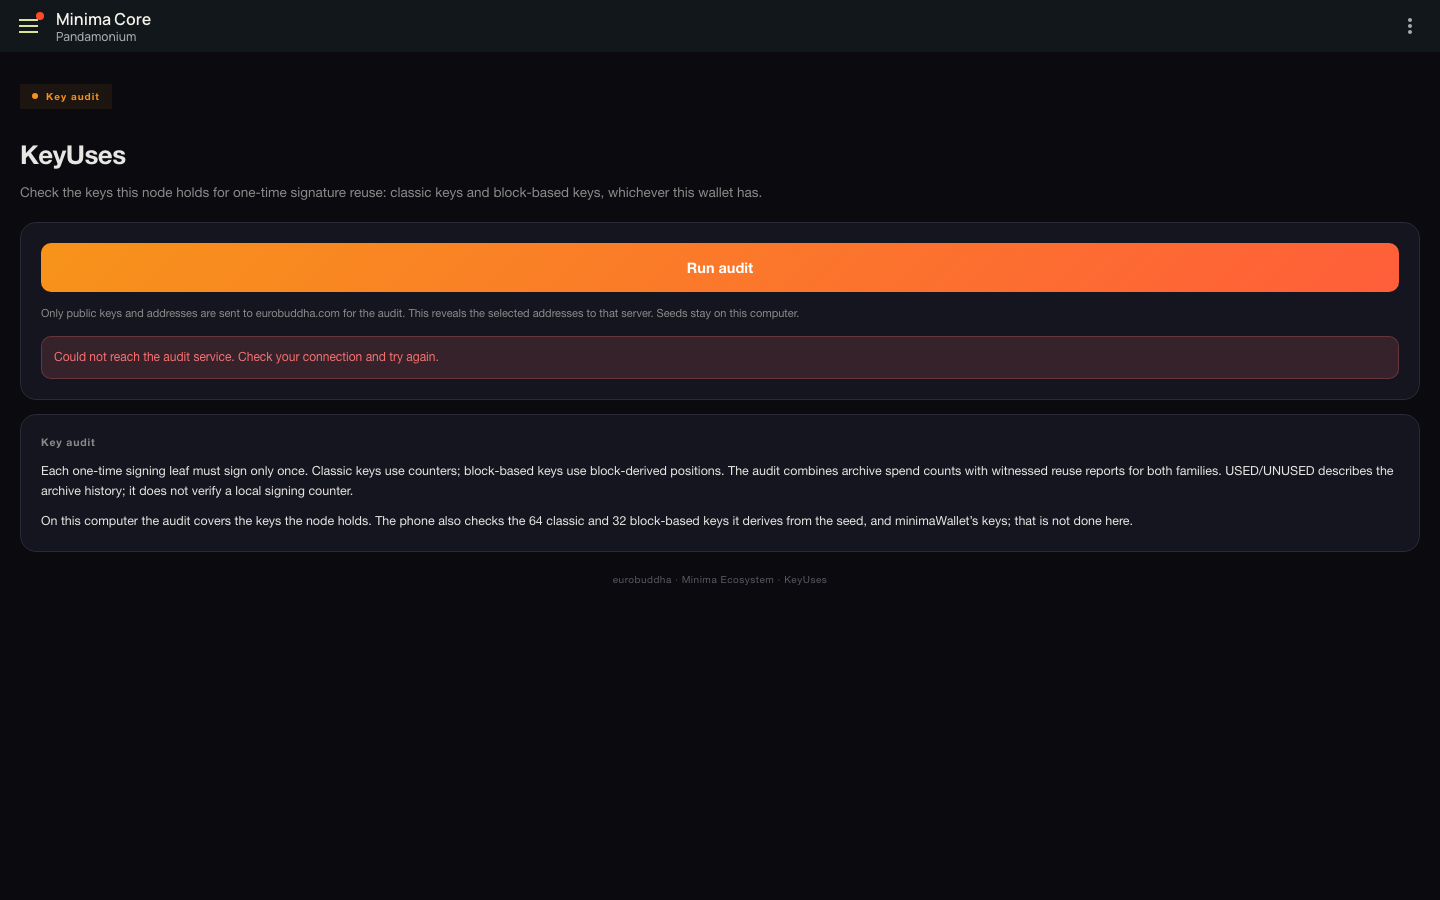 Minima Core
Pandamonium
Key audit
KeyUses
Check the keys this node holds for one-time signature reuse: classic keys and block-based keys, whichever this wallet has.
Run audit
Only public keys and addresses are sent to eurobuddha.com for the audit. This reveals the selected addresses to that server. Seeds stay on this computer.
Could not reach the audit service. Check your connection and try again.
Key audit
Each one-time signing leaf must sign only once. Classic keys use counters; block-based keys use block-derived positions. The audit combines archive spend counts with witnessed reuse reports for both families. USED/UNUSED describes the
archive history; it does not verify a local signing counter.
On this computer the audit covers the keys the node holds. The phone also checks the 64 classic and 32 block-based keys it derives from the seed, and minimaWallet’s keys; that is not done here.
eurobuddha · Minima Ecosystem · KeyUses